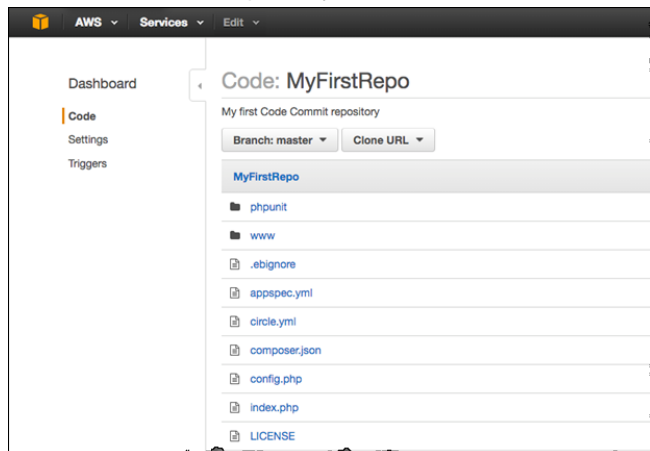 AWS Services Edit
Dashboard
Code
Settings
Triggers
Code: MyFirstRepo
My first Code Commit repository
Branch: master Clone URL
MyFirstRepo
phpunit
www
.ebignore
appspec.yml
circle.yml
composer.json
config.php
index.php
LICENSE